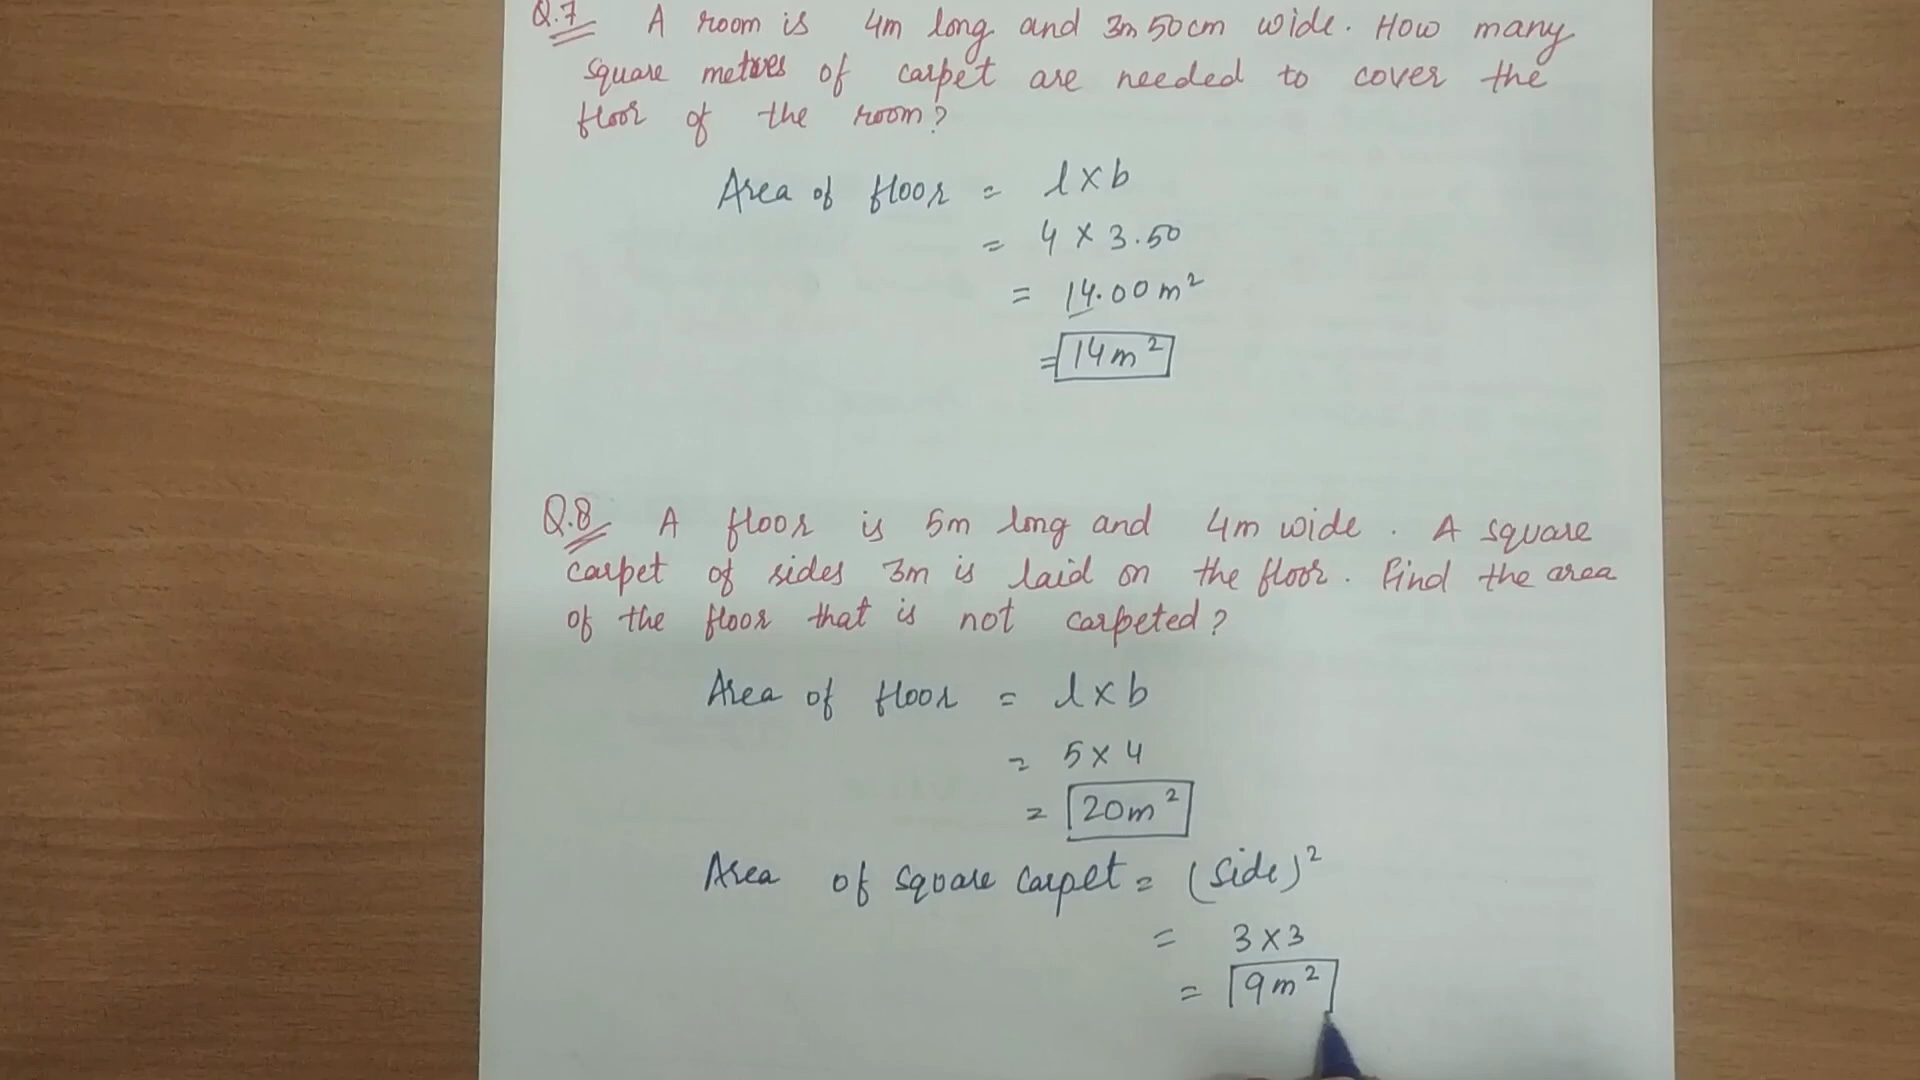 Q.7 A room is 4m long and 3m 50cm wide. How many
square metres of carpet are needed to cover the
floor of the room?
Area of floor = l×b
= 4 × 3.50
= 14.00 m²
= 14m²
Q.8 A floor is 5m long and 4m wide. A square
carpet of sides 3m is laid on the floor. Find the area
of the floor that is not carpeted?
Area of floor = l×b
= 5 × 4
= 20m²
Area of square carpet = (side)²
= 3×3
= 9m²